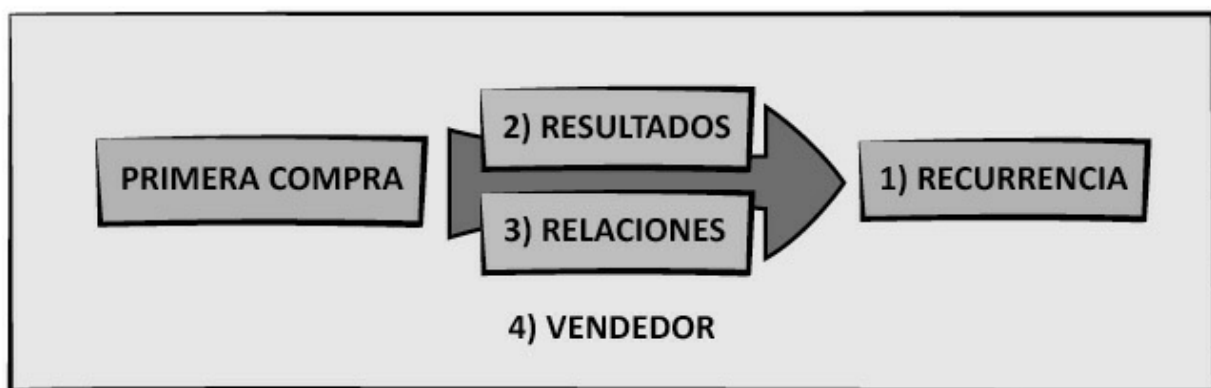 PRIMERA COMPRA
2) RESULTADOS
3) RELACIONES
1) RECURRENCIA
4) VENDEDOR